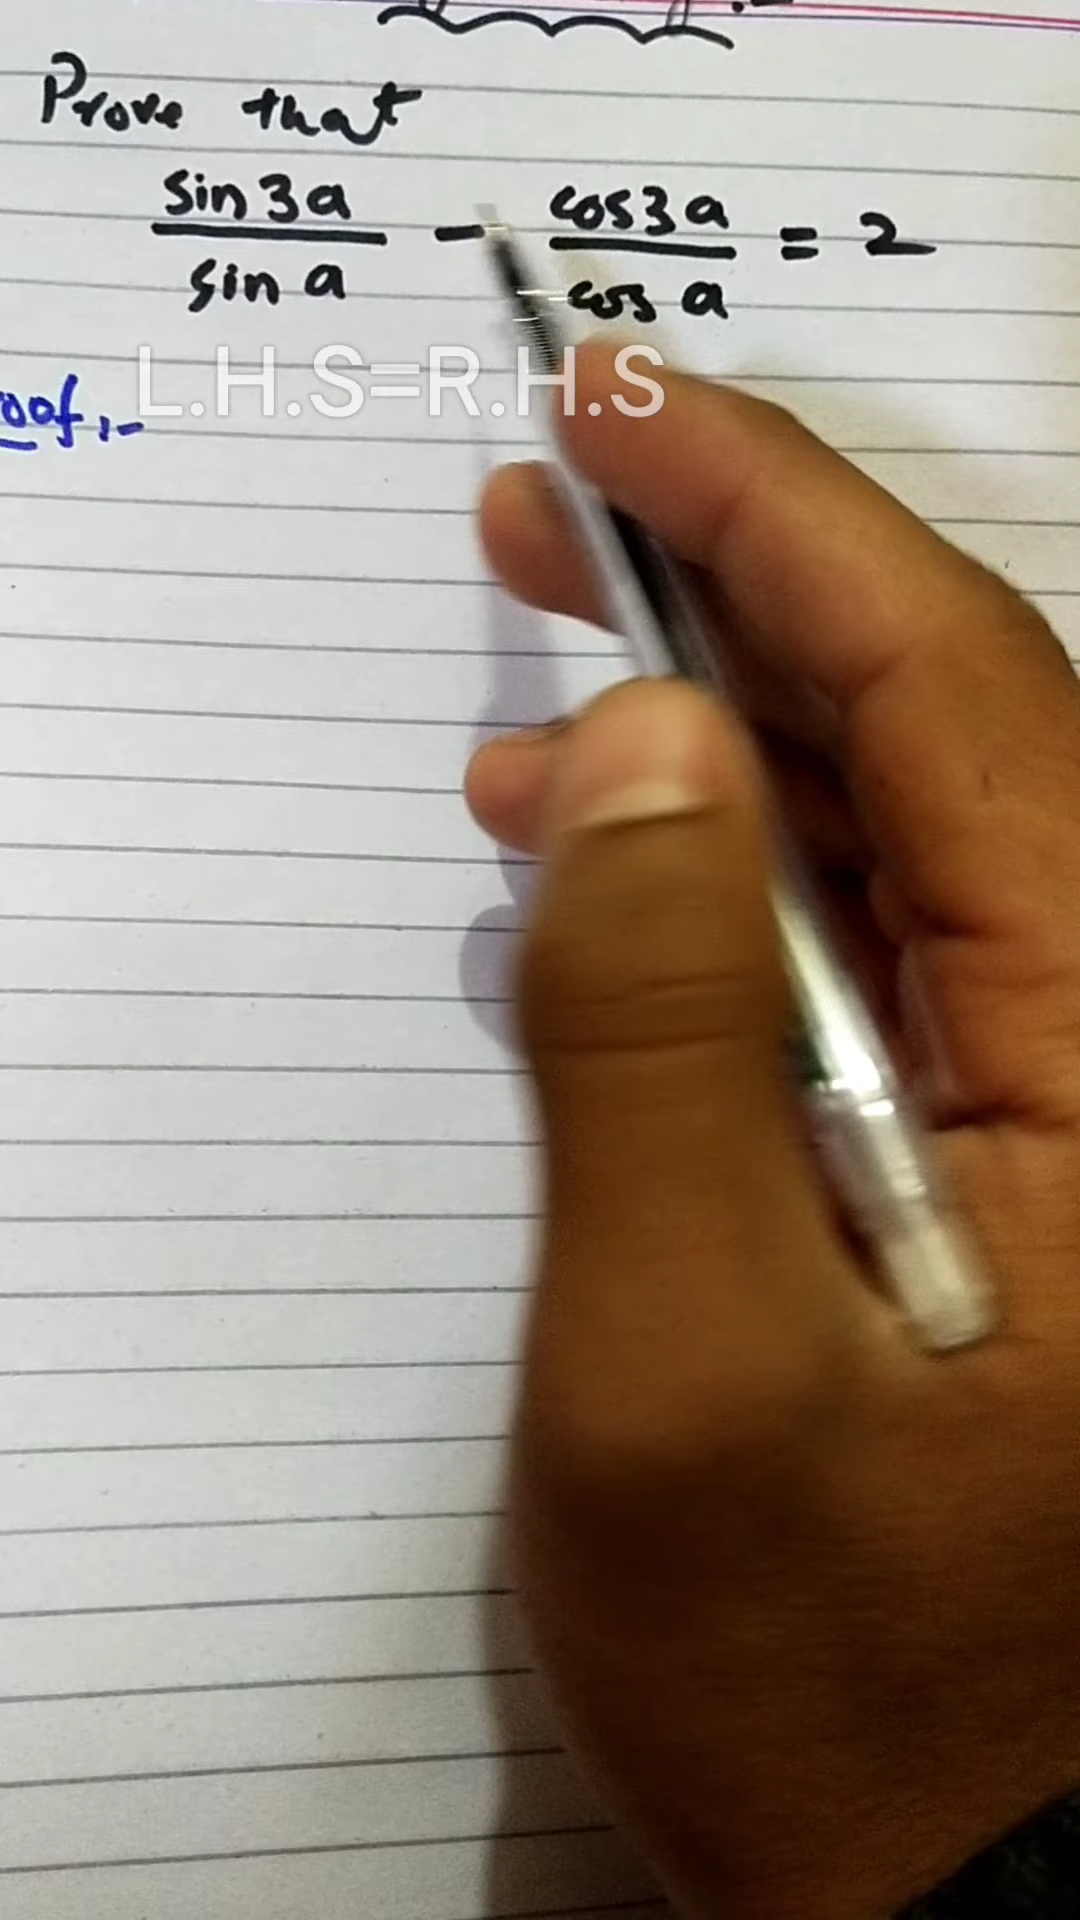 Prove that
sin 3a / sin a - cos3a / cos a = 2
L.H.S=R.H.S
oof:-